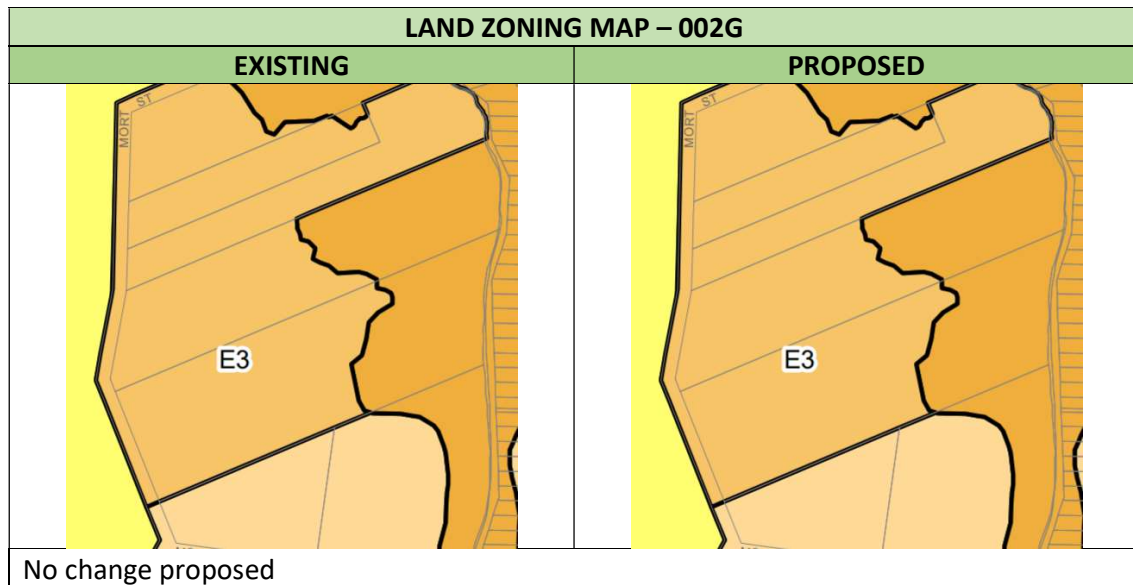 LAND ZONING MAP – 002G
EXISTING
PROPOSED
MORT ST
E3
MORT ST
E3
No change proposed